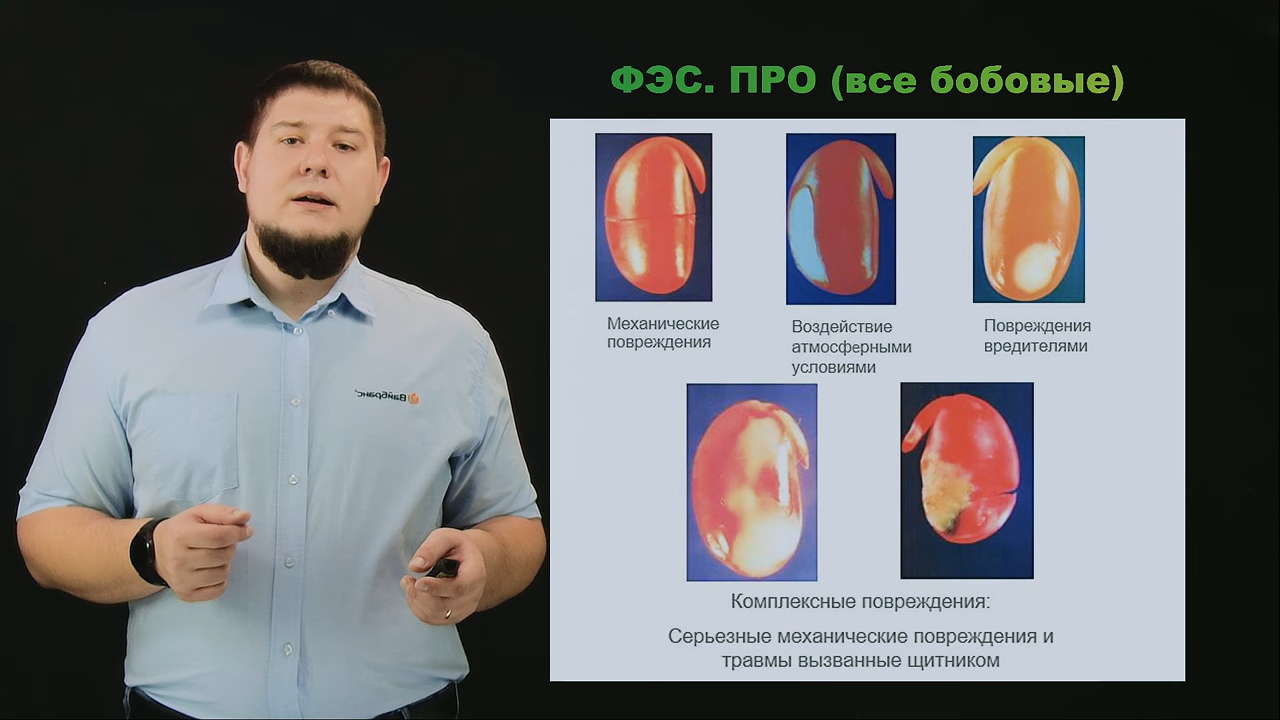 ФЭС. ПРО (все бобовые)
Механические
повреждения
Воздействие
атмосферными
условиями
Повреждения
вредителями
Вайбранс
Комплексные повреждения:
Серьезные механические повреждения и
травмы вызванные щитником